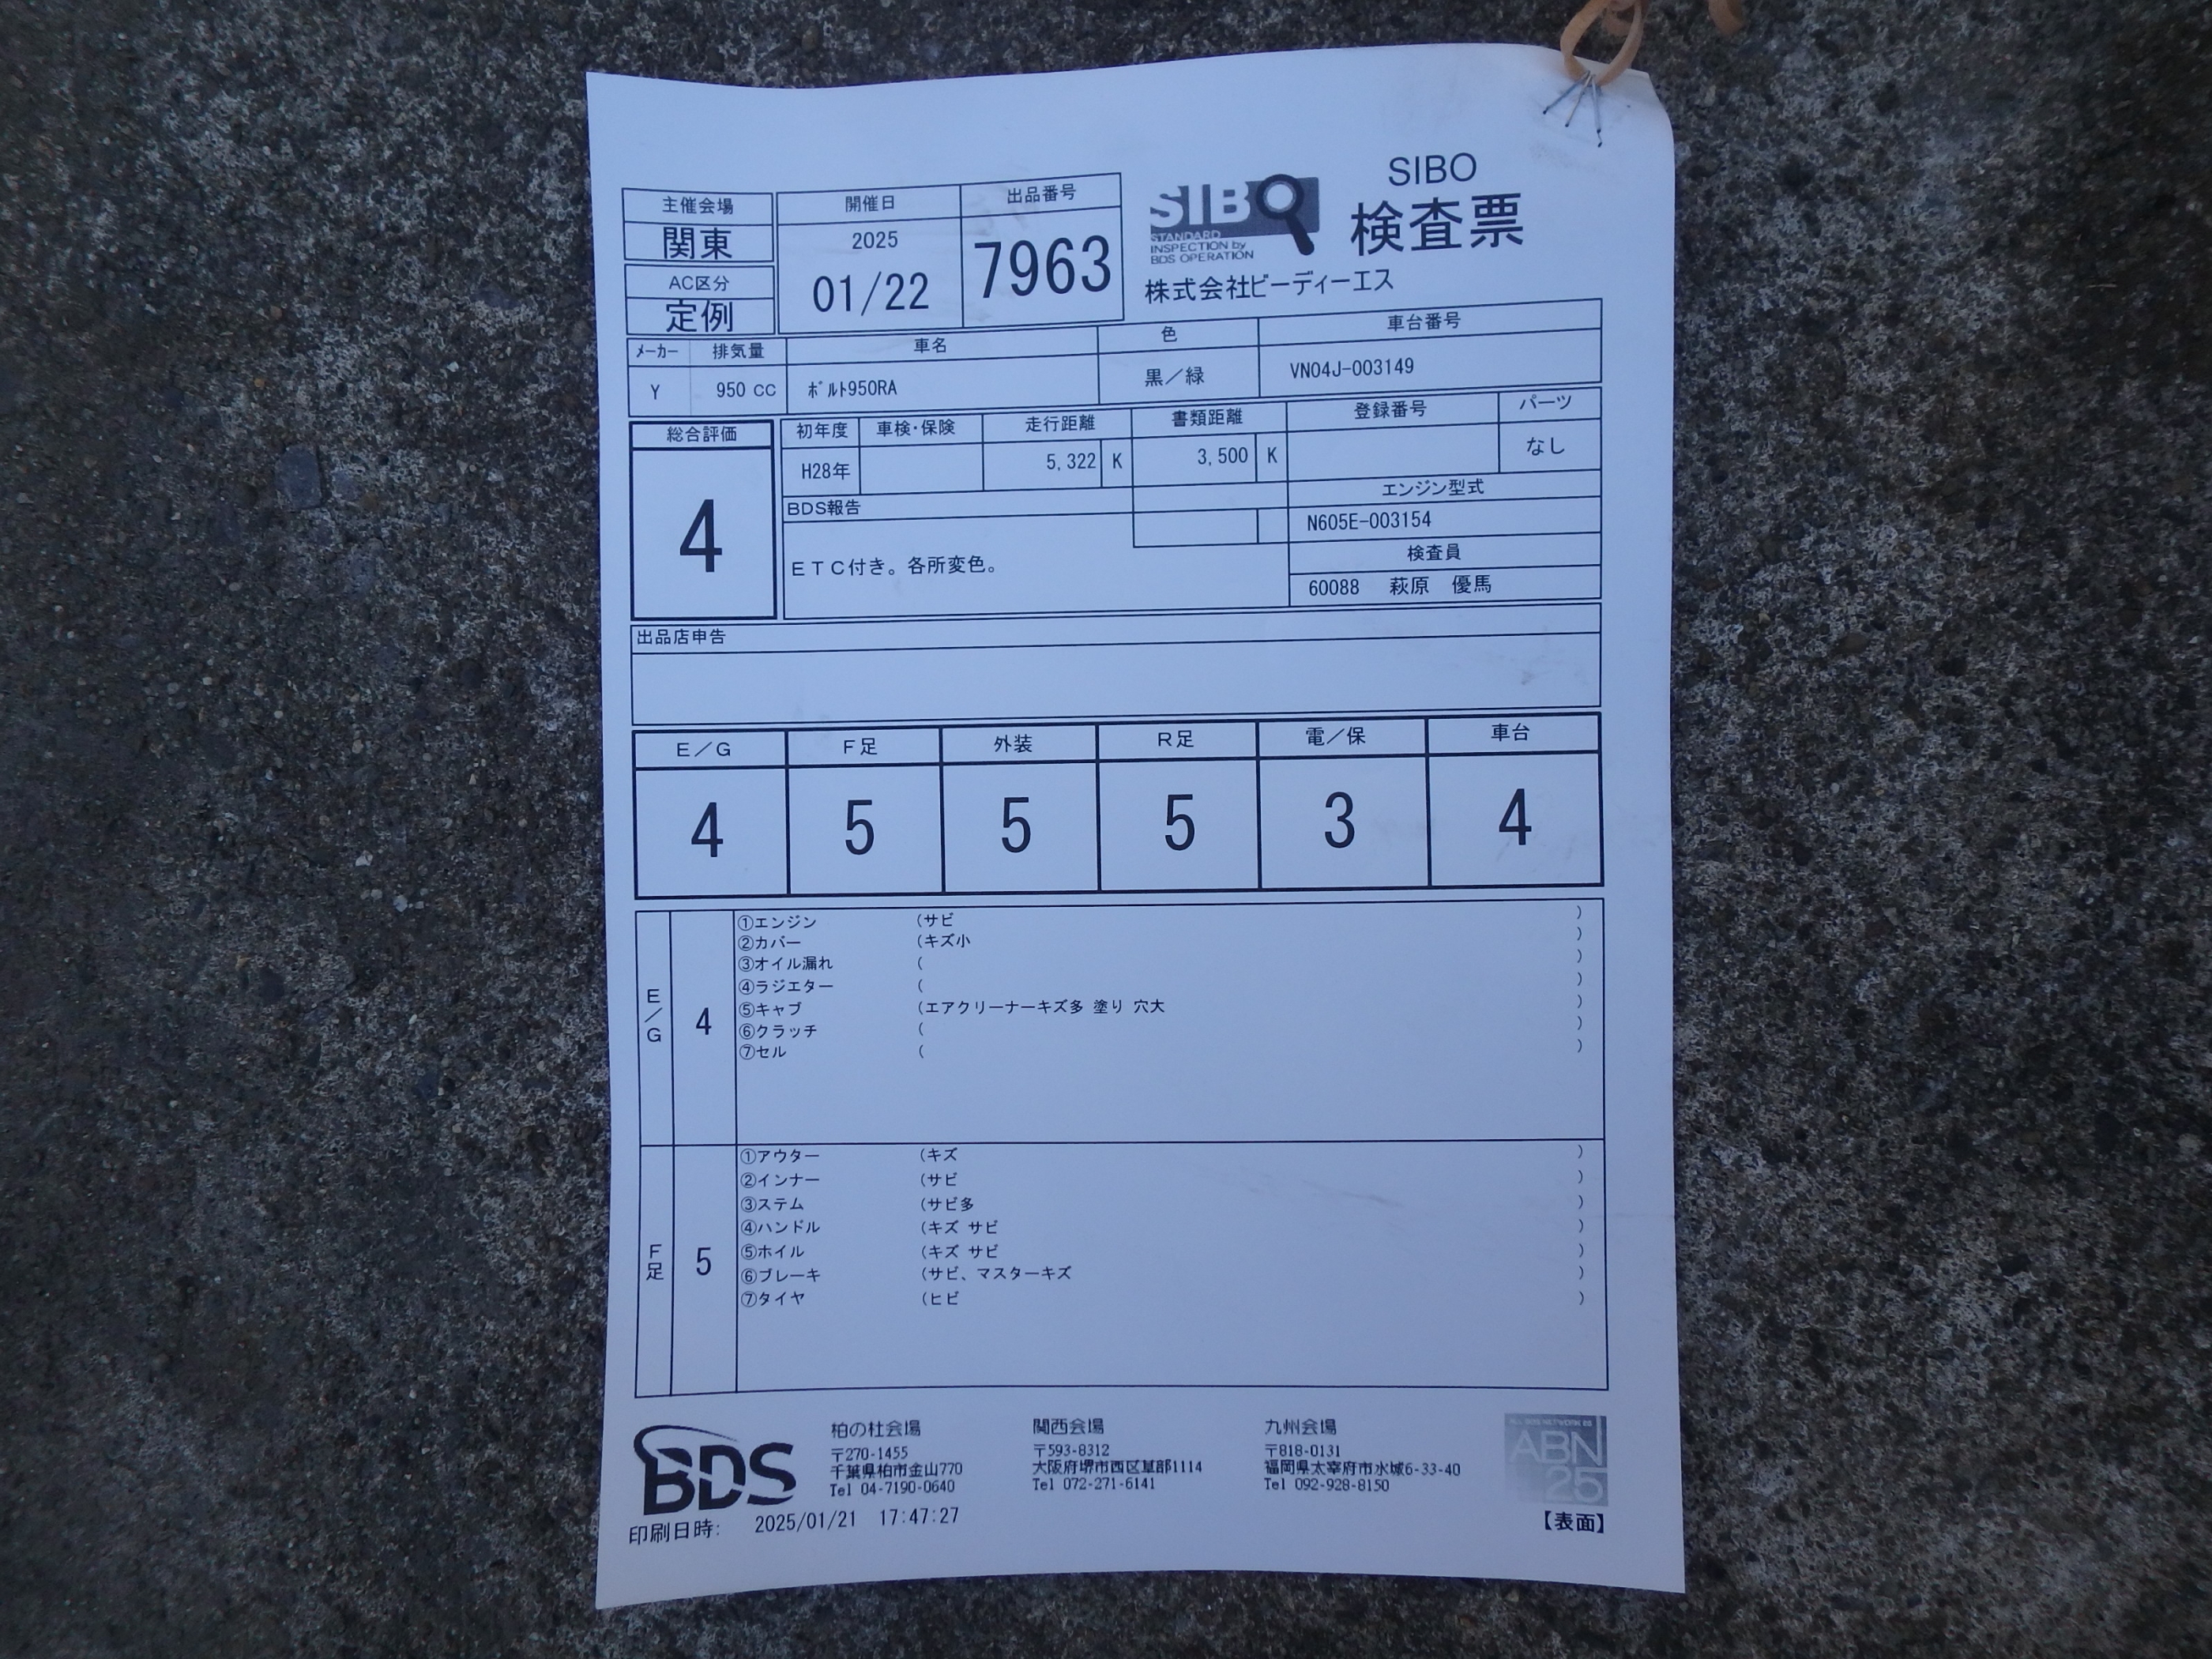 主催会場
関東
AC区分
定例
開催日
2025
01/22
出品番号
7963
SIBO
STANDARD
INSPECTION by
BDS OPERATION
SIBO
検査票
株式会社ビーディーエス
メーカー 排気量 車名 色 車台番号
Y 950 CC ボルト950RA 黒／緑 VN04J-003149
総合評価
4
初年度 車検・保険 走行距離 書類距離 登録番号 パーツ
H28年 5,322 K 3,500 K なし
BDS報告
ＥＴＣ付き。各所変色。
エンジン型式
N605E-003154
検査員
60088 萩原 優馬
出品店申告
Ｅ／Ｇ Ｆ足 外装 Ｒ足 電／保 車台
4 5 5 5 3 4
E／G
4
①エンジン (サビ )
②カバー (キズ小 )
③オイル漏れ ( )
④ラジエター ( )
⑤キャブ (エアクリーナーキズ多 塗り 穴大 )
⑥クラッチ ( )
⑦セル ( )
F足
5
①アウター (キズ )
②インナー (サビ )
③ステム (サビ多 )
④ハンドル (キズ サビ )
⑤ホイル (キズ サビ )
⑥ブレーキ (サビ、マスターキズ )
⑦タイヤ (ヒビ )
BDS
柏の杜会場
〒270-1455
千葉県柏市金山770
Tel 04-7190-0640
関西会場
〒593-8312
大阪府堺市西区草部1114
Tel 072-271-6141
九州会場
〒818-0131
福岡県太宰府市水城6-33-40
Tel 092-928-8150
ABN
25
印刷日時: 2025/01/21 17:47:27
【表面】